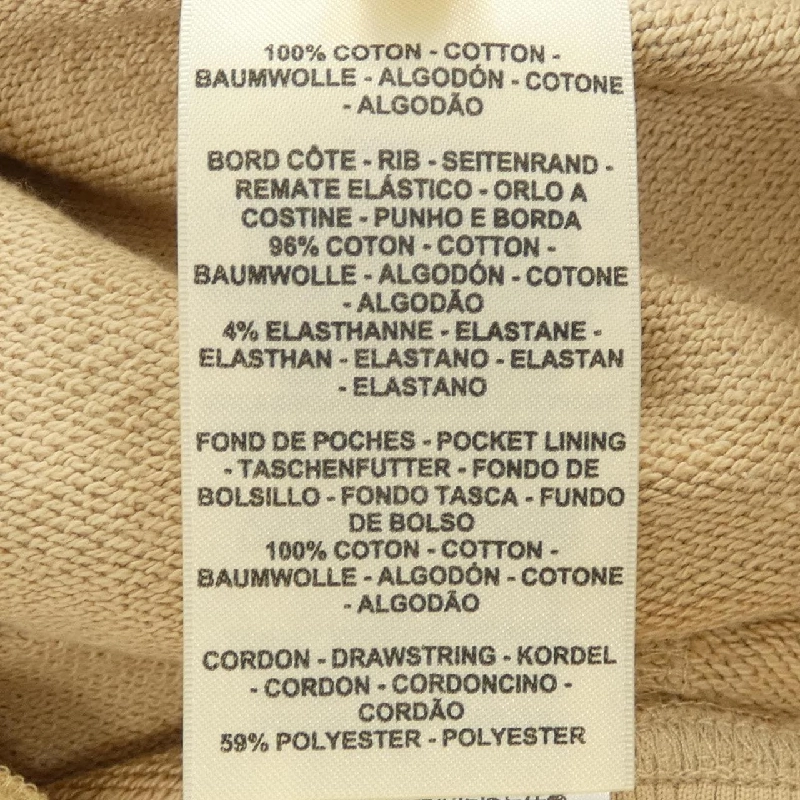 100% COTON - COTTON -
BAUMWOLLE - ALGODÓN - COTONE
- ALGODÃO
BORD CÔTE - RIB - SEITENRAND -
REMATE ELÁSTICO - ORLO A
COSTINE - PUNHO E BORDA
96% COTON - COTTON -
BAUMWOLLE - ALGODÓN - COTONE
- ALGODÃO
4% ELASTHANNE - ELASTANE -
ELASTHAN - ELASTANO - ELASTAN
- ELASTANO
FOND DE POCHES - POCKET LINING
- TASCHENFUTTER - FONDO DE
BOLSILLO - FONDO TASCA - FUNDO
DE BOLSO
100% COTON - COTTON -
BAUMWOLLE - ALGODÓN - COTONE
- ALGODÃO
CORDON - DRAWSTRING - KORDEL
- CORDON - CORDONCINO -
CORDÃO
59% POLYESTER - POLYESTER